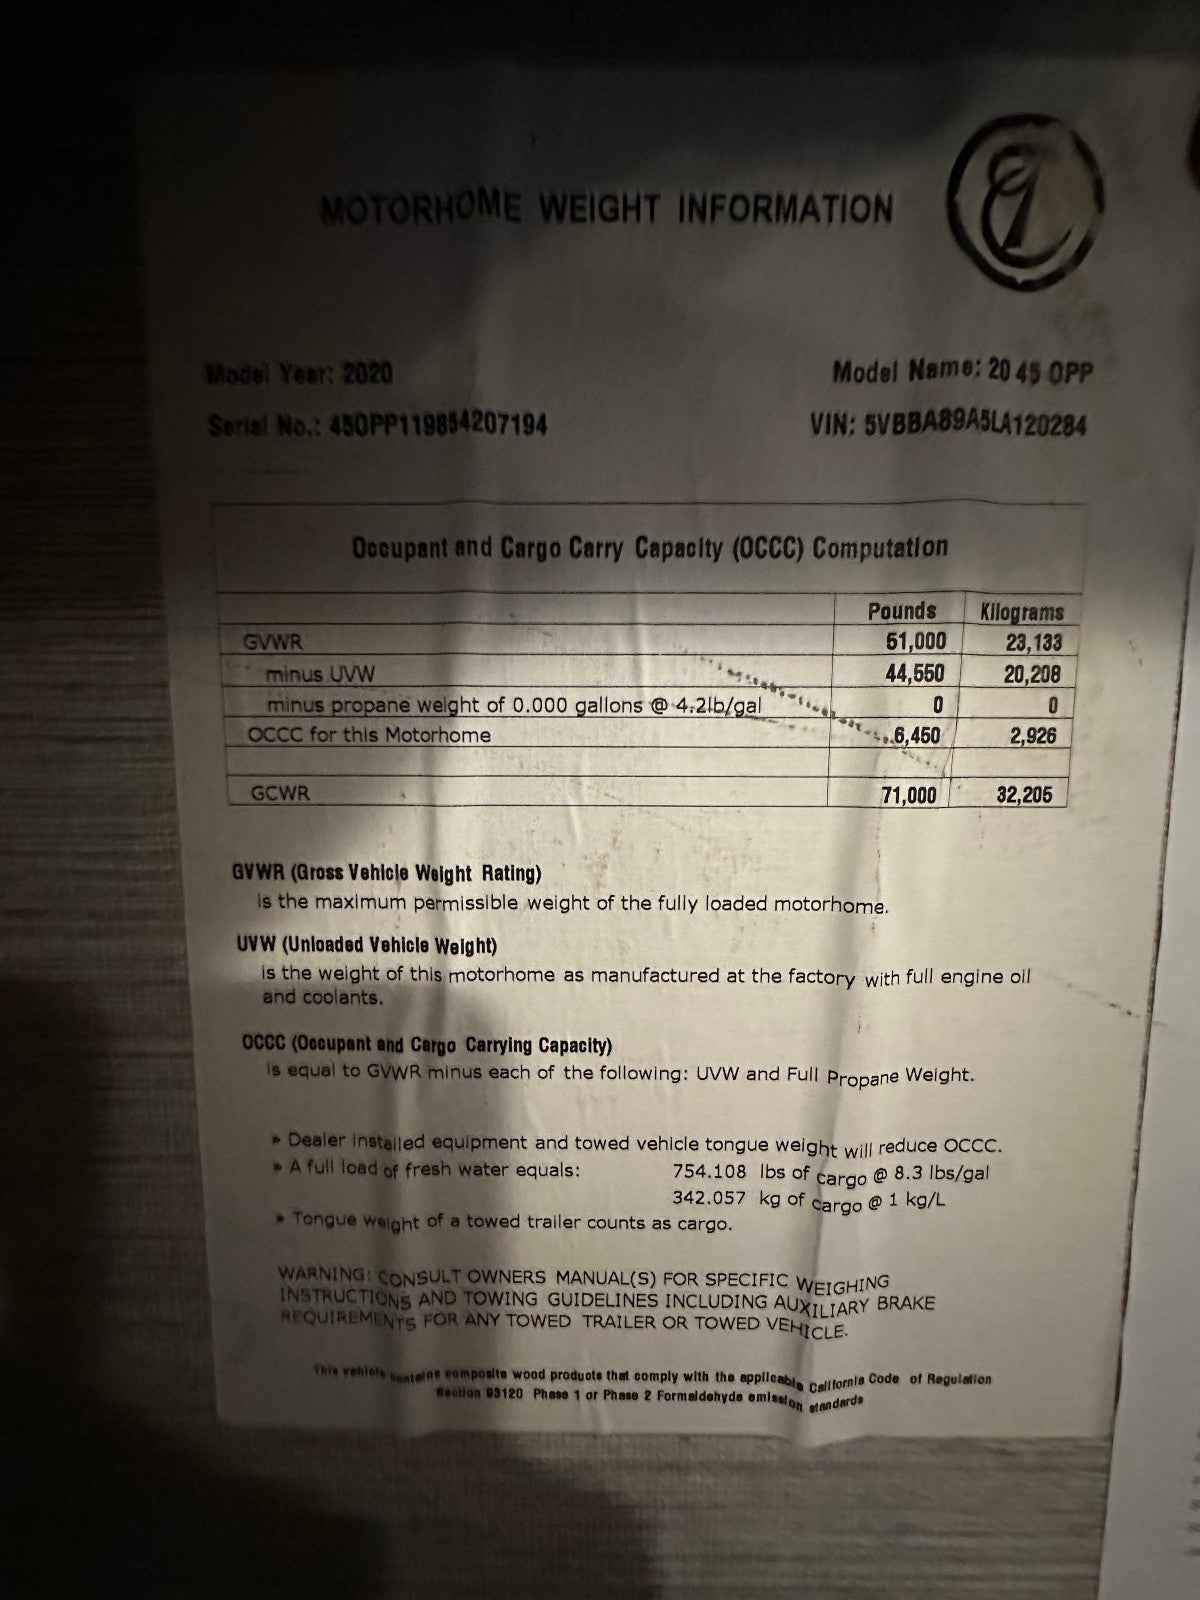 MOTORHOME WEIGHT INFORMATION
Model Year: 2020
Model Name: 20 45 OPP
Serial No.: 45OPP119854207194
VIN: 5VBBA89A5LA120284
Occupant and Cargo Carry Capacity (OCCC) Computation
Pounds Kilograms
GVWR 51,000 23,133
minus UVW 44,550 20,208
minus propane weight of 0.000 gallons @ 4.2lb/gal 0 0
OCCC for this Motorhome 6,450 2,926
GCWR 71,000 32,205
GVWR (Gross Vehicle Weight Rating)
is the maximum permissible weight of the fully loaded motorhome.
UVW (Unloaded Vehicle Weight)
is the weight of this motorhome as manufactured at the factory with full engine oil
and coolants.
OCCC (Occupant and Cargo Carrying Capacity)
is equal to GVWR minus each of the following: UVW and Full Propane Weight.
» Dealer installed equipment and towed vehicle tongue weight will reduce OCCC.
» A full load of fresh water equals: 754.108 lbs of cargo @ 8.3 lbs/gal
342.057 kg of cargo @ 1 kg/L
» Tongue weight of a towed trailer counts as cargo.
WARNING: CONSULT OWNERS MANUAL(S) FOR SPECIFIC WEIGHING
INSTRUCTIONS AND TOWING GUIDELINES INCLUDING AUXILIARY BRAKE
REQUIREMENTS FOR ANY TOWED TRAILER OR TOWED VEHICLE.
This vehicle contains composite wood products that comply with the applicable California Code of Regulation
Section 93120 Phase 1 or Phase 2 Formaldehyde emission standards